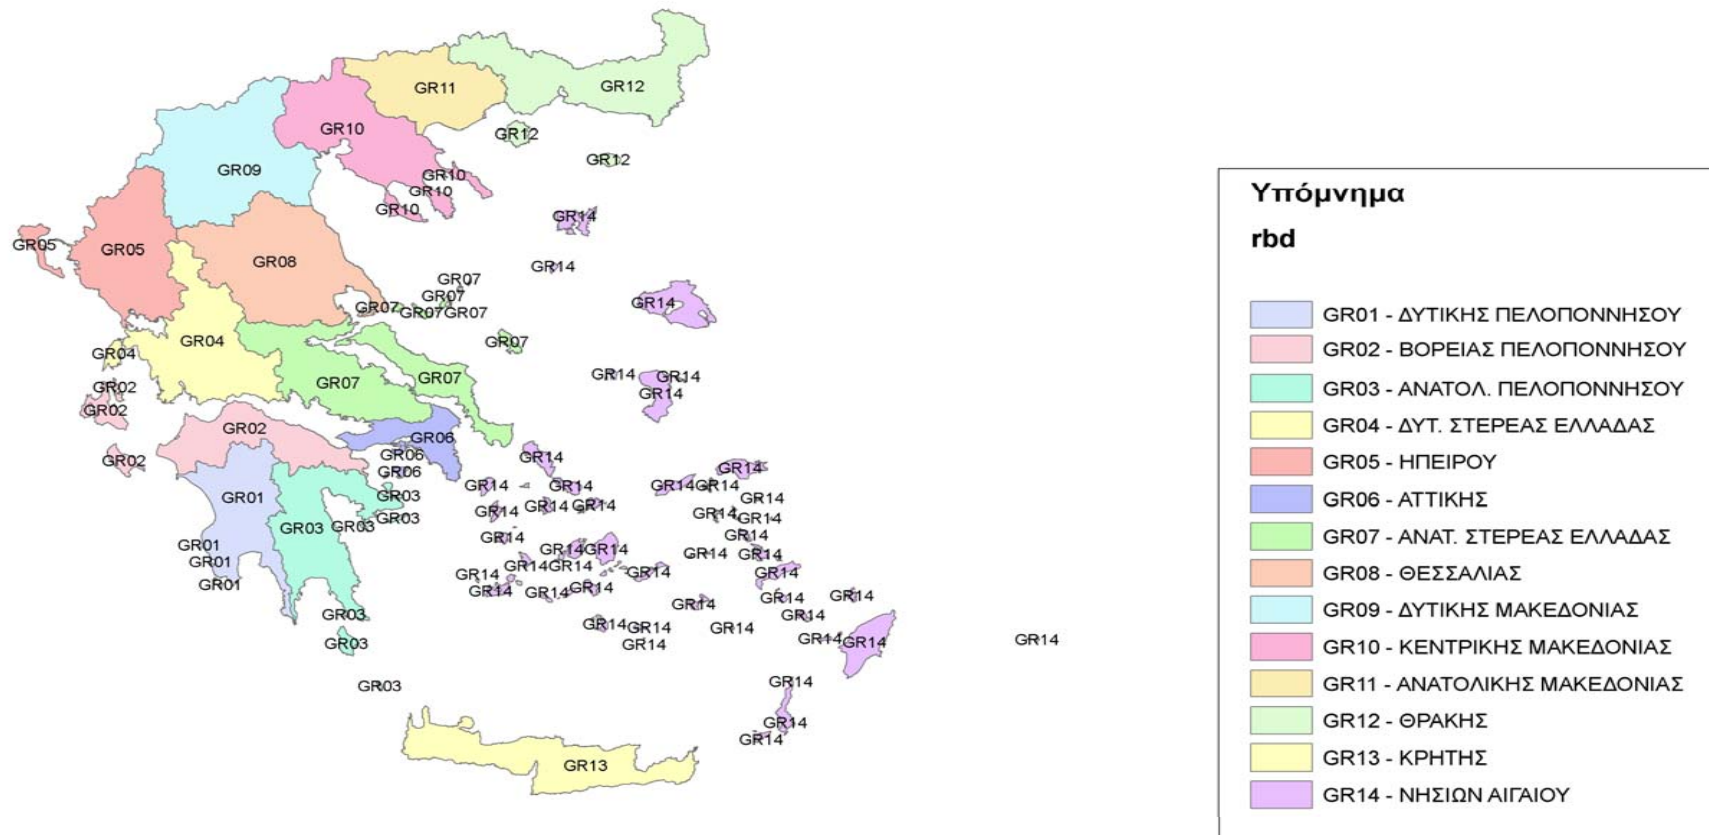 GR12
GR11
GR10
GR12
GR12
GR09
GR10
GR10
GR10
GR14
GR05
GR05
GR08
GR14
GR07
GR07
GR14
GR07
GR07
GR07
GR04
GR07
GR04
GR14
GR14
GR07
GR07
GR02
GR14
GR02
GR02
GR06
GR06
GR14
GR02
GR14
GR06
GR14
GR14
GR14
GR14
GR03
GR01
GR14
GR14
GR14
GR14
GR14
GR14
GR03
GR03
GR03
GR14
GR14
GR01
GR14
GR14
GR14
GR14
GR01
GR14
GR14
GR14
GR14
GR14
GR01
GR14
GR14
GR14
GR14
GR14
GR14
GR14
GR03
GR14
GR14
GR14
GR14
GR03
GR14
GR14
GR14
GR14
GR03
GR14
GR14
GR14
GR13
Υπόμνημα
rbd
GR01 - ΔΥΤΙΚΗΣ ΠΕΛΟΠΟΝΝΗΣΟΥ
GR02 - ΒΟΡΕΙΑΣ ΠΕΛΟΠΟΝΝΗΣΟΥ
GR03 - ΑΝΑΤΟΛ. ΠΕΛΟΠΟΝΝΗΣΟΥ
GR04 - ΔΥΤ. ΣΤΕΡΕΑΣ ΕΛΛΑΔΑΣ
GR05 - ΗΠΕΙΡΟΥ
GR06 - ΑΤΤΙΚΗΣ
GR07 - ΑΝΑΤ. ΣΤΕΡΕΑΣ ΕΛΛΑΔΑΣ
GR08 - ΘΕΣΣΑΛΙΑΣ
GR09 - ΔΥΤΙΚΗΣ ΜΑΚΕΔΟΝΙΑΣ
GR10 - ΚΕΝΤΡΙΚΗΣ ΜΑΚΕΔΟΝΙΑΣ
GR11 - ΑΝΑΤΟΛΙΚΗΣ ΜΑΚΕΔΟΝΙΑΣ
GR12 - ΘΡΑΚΗΣ
GR13 - ΚΡΗΤΗΣ
GR14 - ΝΗΣΙΩΝ ΑΙΓΑΙΟΥ